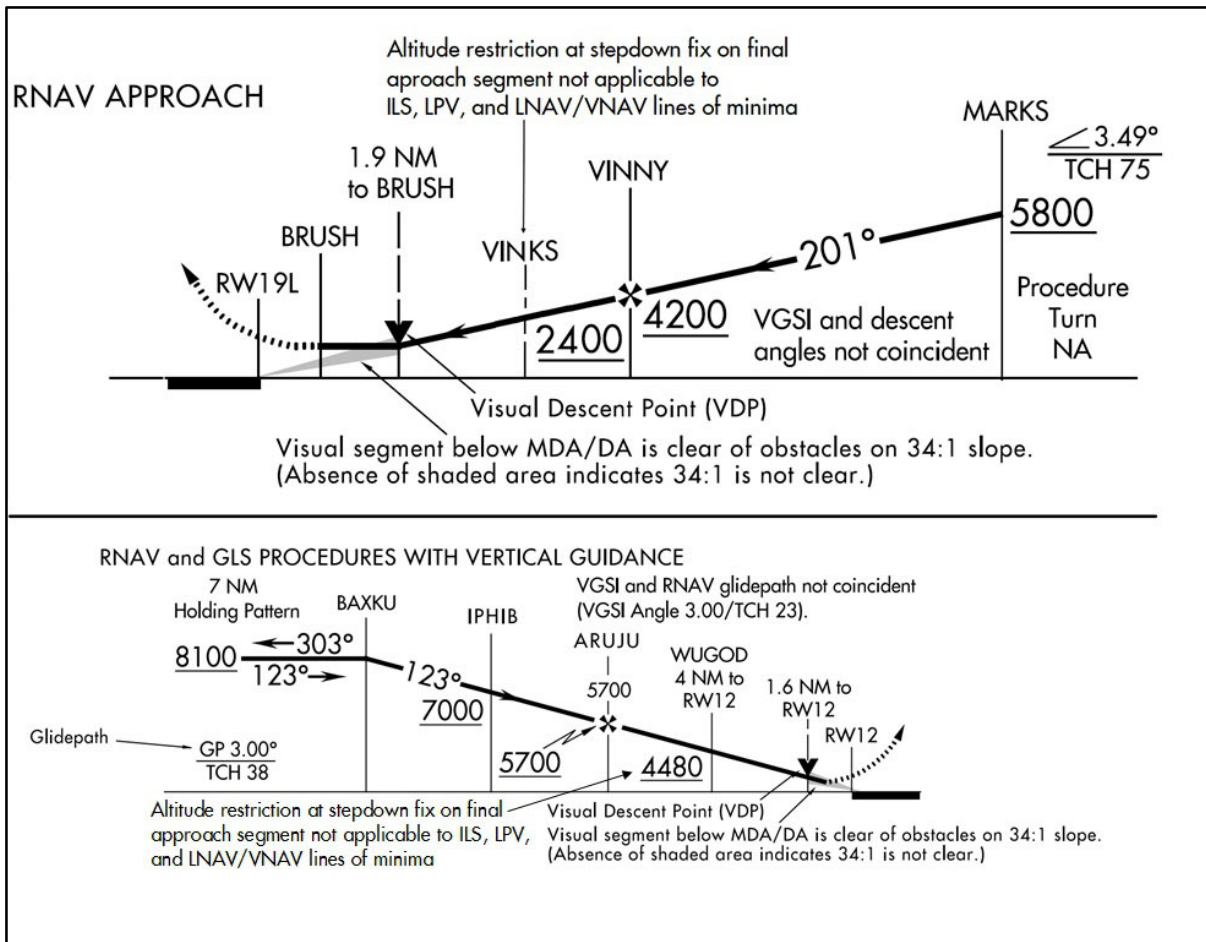 RNAV APPROACH
Altitude restriction at stepdown fix on final
aproach segment not applicable to
ILS, LPV, and LNAV/VNAV lines of minima
MARKS
3.49°
TCH 75
1.9 NM
to BRUSH
VINNY
5800
BRUSH
VINKS
201°
RW19L
2400
4200
VGSI and descent
angles not coincident
Procedure
Turn
NA
Visual Descent Point (VDP)
Visual segment below MDA/DA is clear of obstacles on 34:1 slope.
(Absence of shaded area indicates 34:1 is not clear.)
RNAV and GLS PROCEDURES WITH VERTICAL GUIDANCE
7 NM
Holding Pattern
BAXKU
IPHIB
VGSI and RNAV glidepath not coincident
(VGSI Angle 3.00/TCH 23).
ARUJU
5700
WUGOD
4 NM to
RW12
1.6 NM to
RW12
RW12
8100
303°
123°
123°
7000
Glidepath
GP 3.00°
TCH 38
5700
4480
Altitude restriction at stepdown fix on final
approach segment not applicable to ILS, LPV,
and LNAV/VNAV lines of minima
Visual Descent Point (VDP)
Visual segment below MDA/DA is clear of obstacles on 34:1 slope.
(Absence of shaded area indicates 34:1 is not clear.)